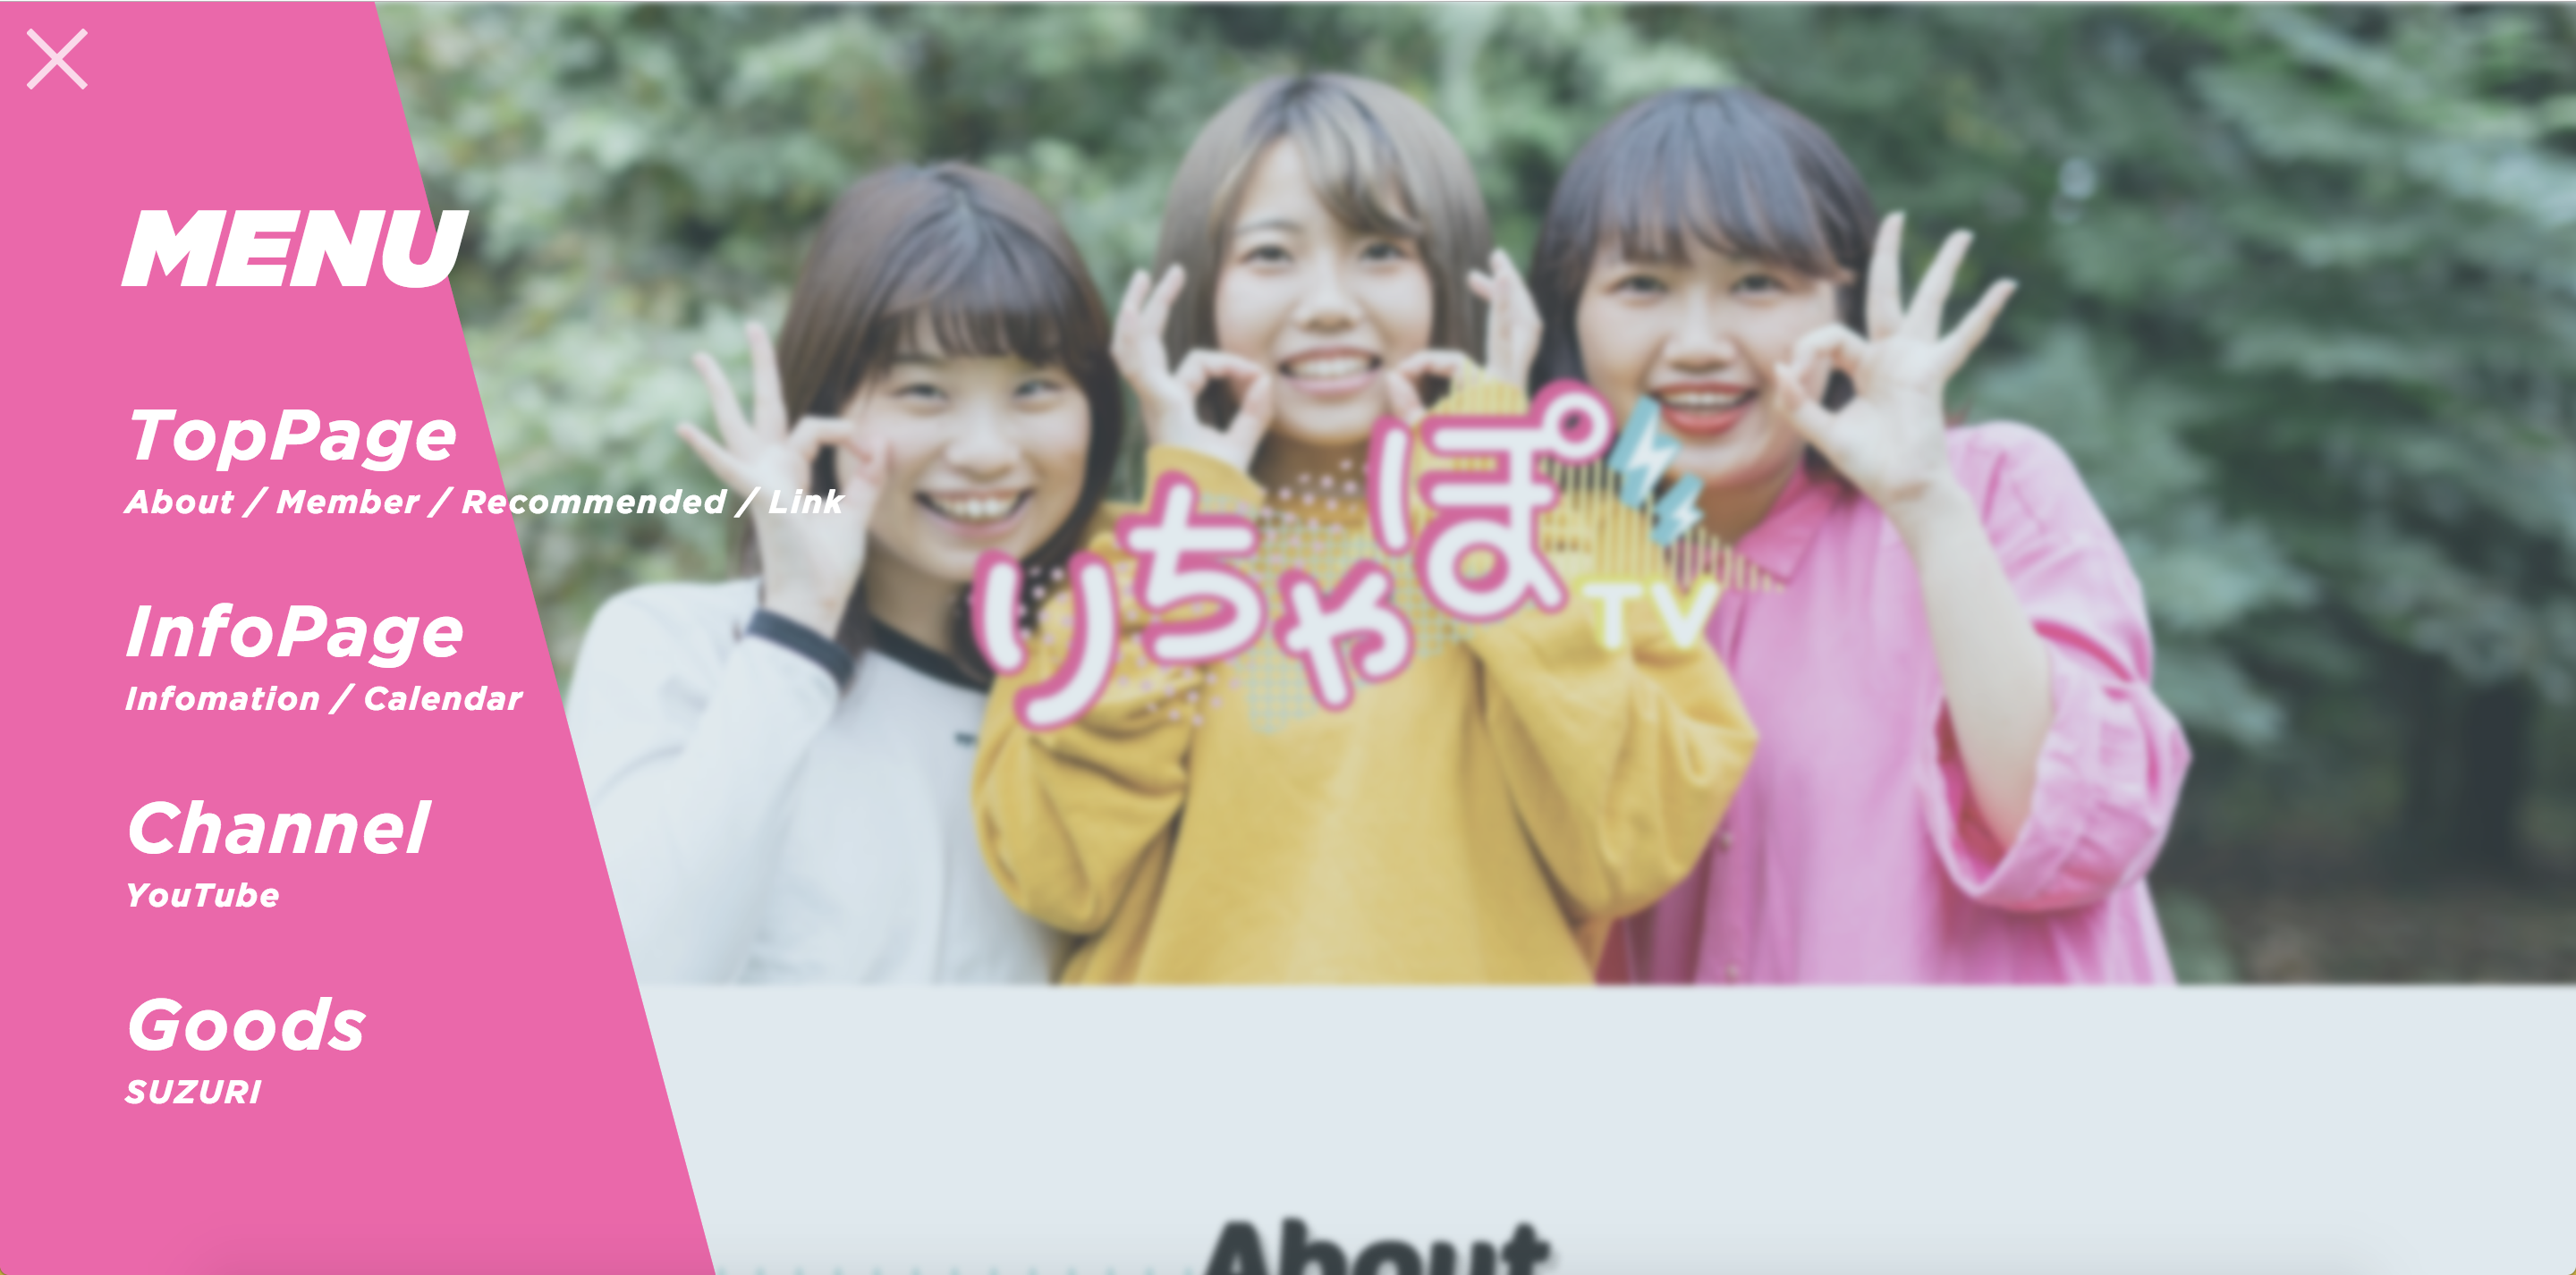 MENU
TopPage
About / Member / Recommended / Link
InfoPage
Infomation / Calendar
Channel
YouTube
Goods
SUZURI
りちゃぽ
TV
About